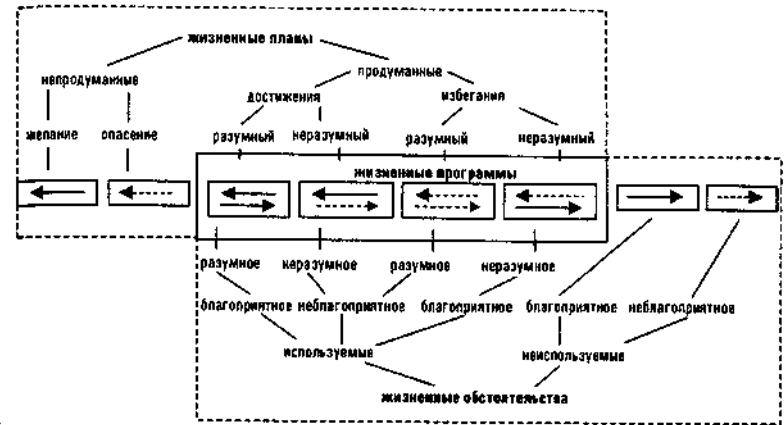 жизненные планы
непродуманные
продуманные
достижения избегания
желание опасение разумный неразумный разумный неразумный
жизненные программы
разумное неразумное разумное неразумное
благоприятное неблагоприятное благоприятное благоприятное неблагоприятное
используемые неиспользуемые
жизненные обстоятельства